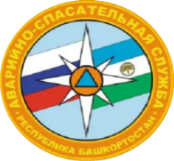 АВАРИЙНО-СПАСАТЕЛЬНАЯ СЛУЖБА
РЕСПУБЛИКА БАШКОРТОСТАН